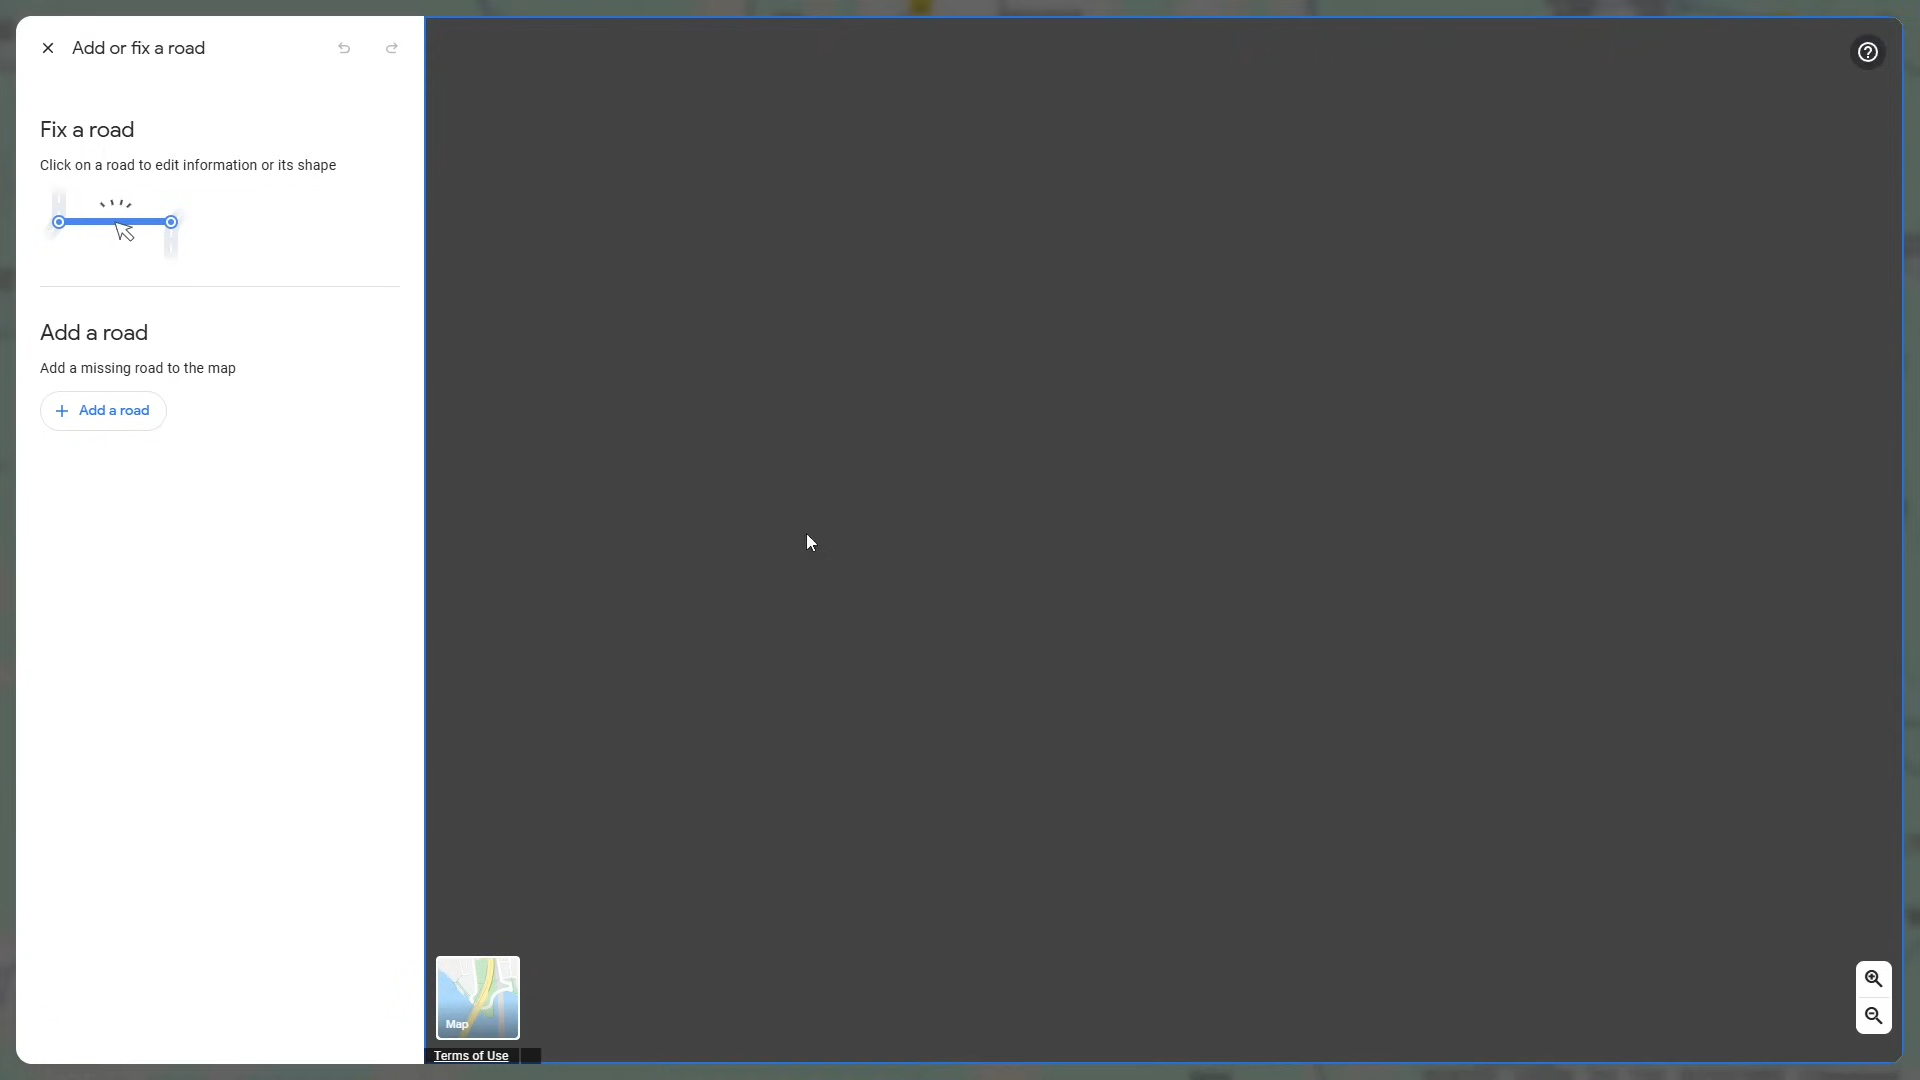 Add or fix a road
Fix a road
Click on a road to edit information or its shape
Add a road
Add a missing road to the map
Add a road
Map
Terms of Use